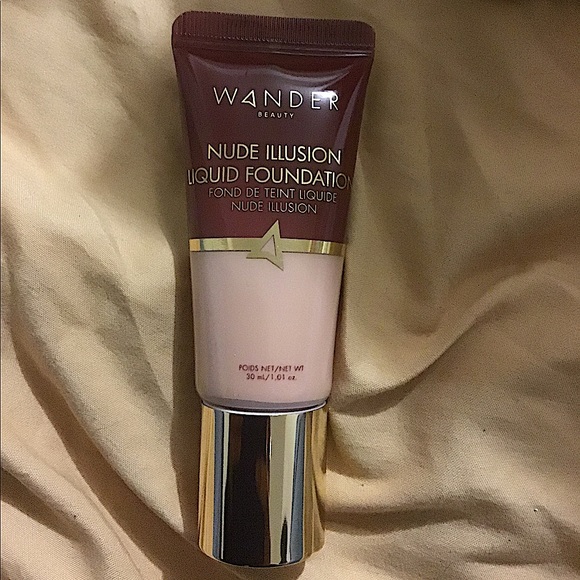 WANDER
BEAUTY
NUDE ILLUSION
LIQUID FOUNDATION
FOND DE TEINT LIQUIDE
NUDE ILLUSION
POIDS NET/NET WT
30 mL/1.01 oz.